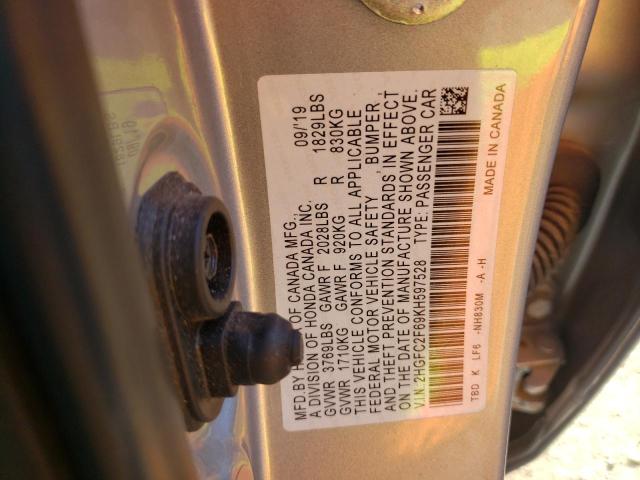 MFD. BY H OF CANADA MFG., 09/'19
A DIVISION OF HONDA CANADA INC.
GVWR 3769LBS GAWR F 2028LBS R 1829LBS
GVWR 1710KG GAWR F 920KG R 830KG
THIS VEHICLE CONFORMS TO ALL APPLICABLE
FEDERAL MOTOR VEHICLE SAFETY, BUMPER,
AND THEFT PREVENTION STANDARDS IN EFFECT
ON THE DATE OF MANUFACTURE SHOWN ABOVE.
V.I.N: 2HGFC2F69KH597528 TYPE: PASSENGER CAR
TBD K LF6 -NH830M -A -H
MADE IN CANADA